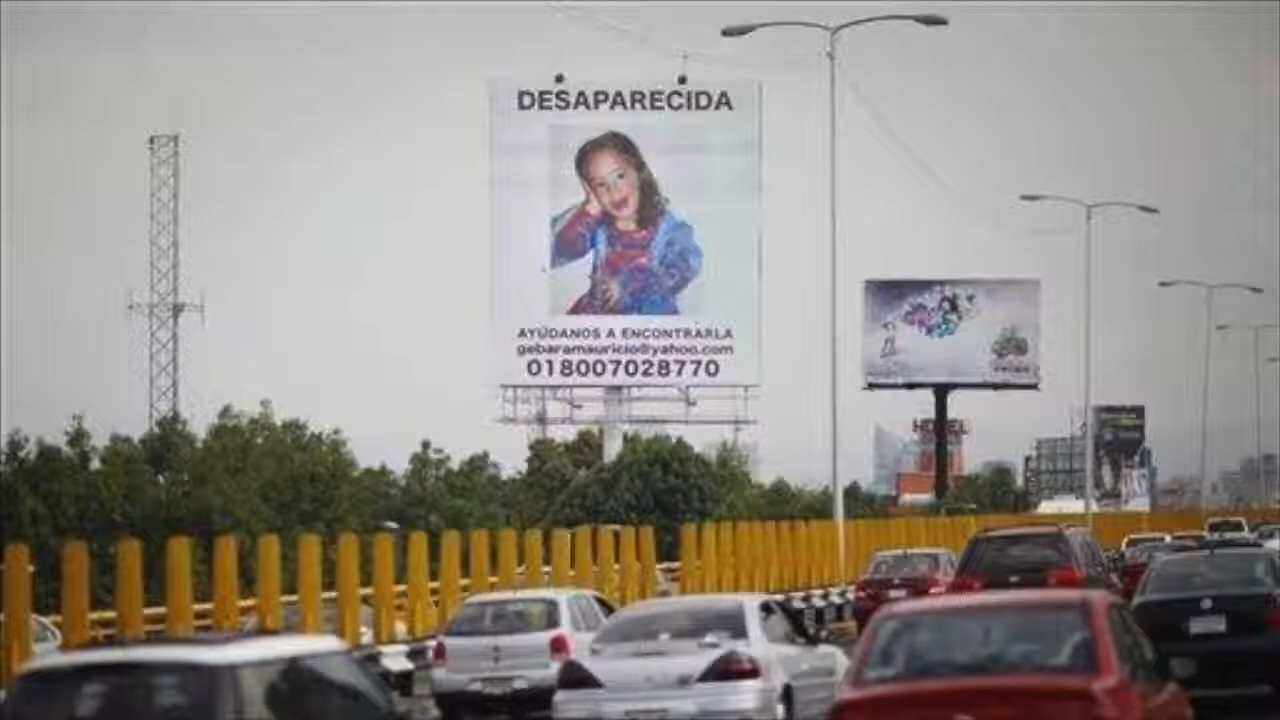 DESAPARECIDA
AYÚDANOS A ENCONTRARLA
gebaramauricio@yahoo.com
018007028770
HOTEL